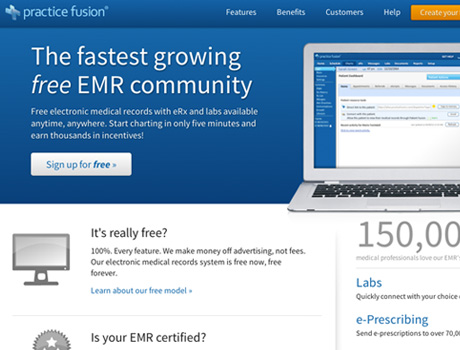 practice fusion®
Features
Benefits
Customers
Help
Create your
The fastest growing
free EMR community
Free electronic medical records with eRx and labs available
anytime, anywhere. Start charting in only five minutes and
earn thousands in incentives!
Sign up for free »
It's really free?
100%. Every feature. We make money off advertising, not fees.
Our electronic medical records system is free now, free
forever.
Learn about our free model »
Is your EMR certified?
150,00
medical professionals love our EMR
Labs
Quickly connect with your choice
e-Prescribing
Send e-prescriptions to over 70,00